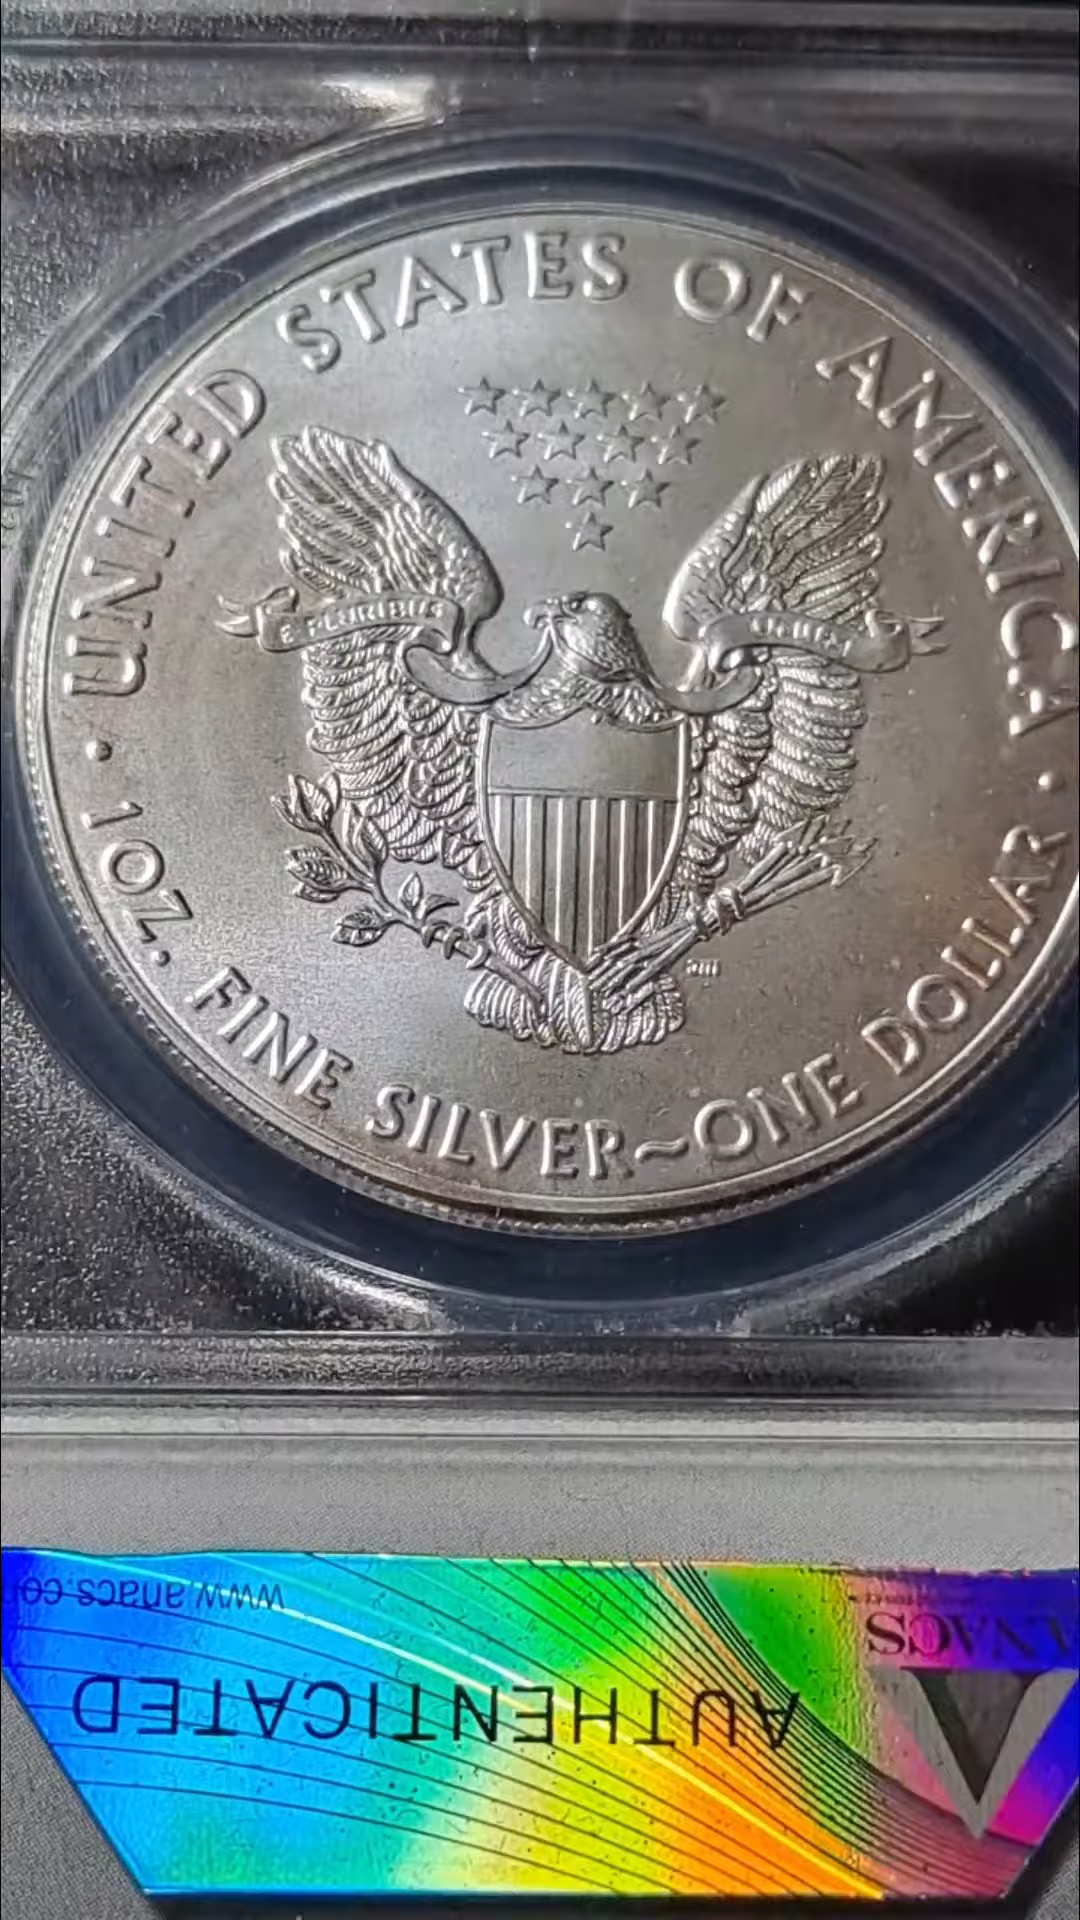 UNITED STATES OF AMERICA
E PLURIBUS UNUM
1 OZ. FINE SILVER~ONE DOLLAR
ANACS
www.anacs.co
AUTHENTICATED